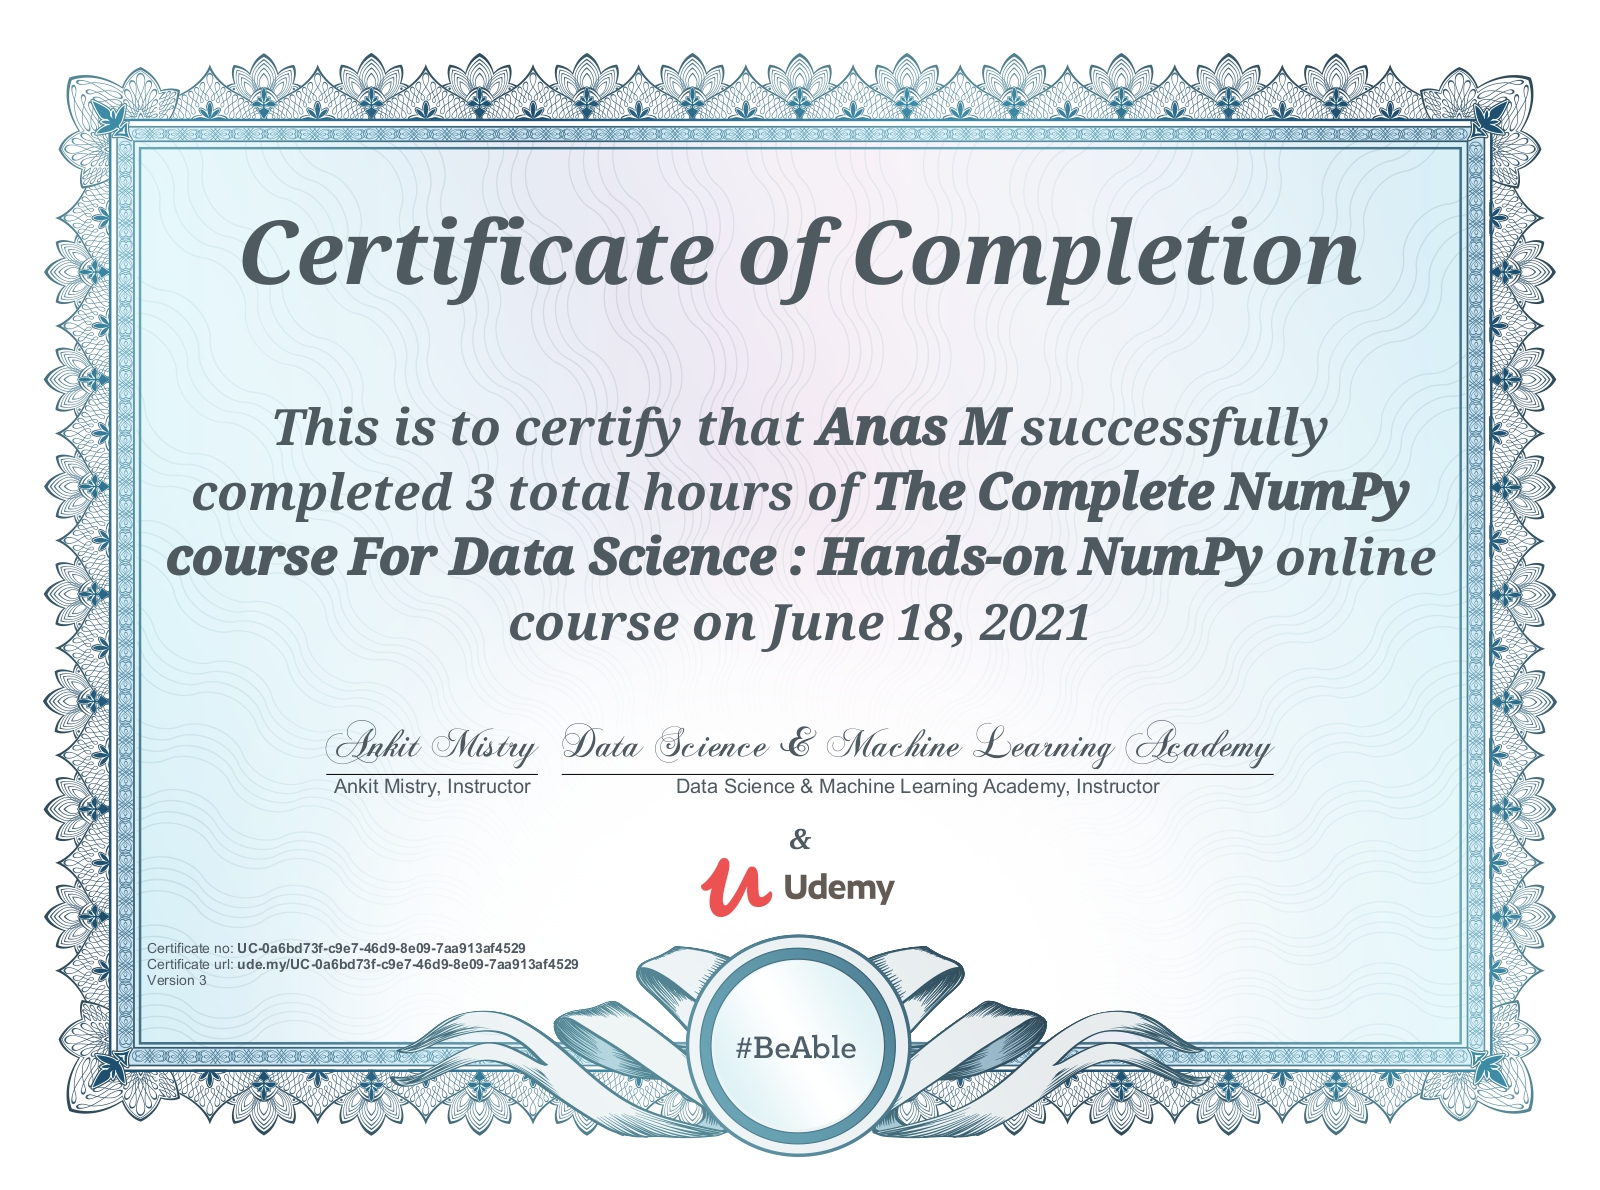 Certificate of Completion
This is to certify that Anas M successfully
completed 3 total hours of The Complete NumPy
course For Data Science : Hands-on NumPy online
course on June 18, 2021
Ankit Mistry Data Science & Machine Learning Academy
Ankit Mistry, Instructor Data Science & Machine Learning Academy, Instructor
&
Udemy
Certificate no: UC-0a6bd73f-c9e7-46d9-8e09-7aa913af4529
Certificate url: ude.my/UC-0a6bd73f-c9e7-46d9-8e09-7aa913af4529
Version 3
#BeAble